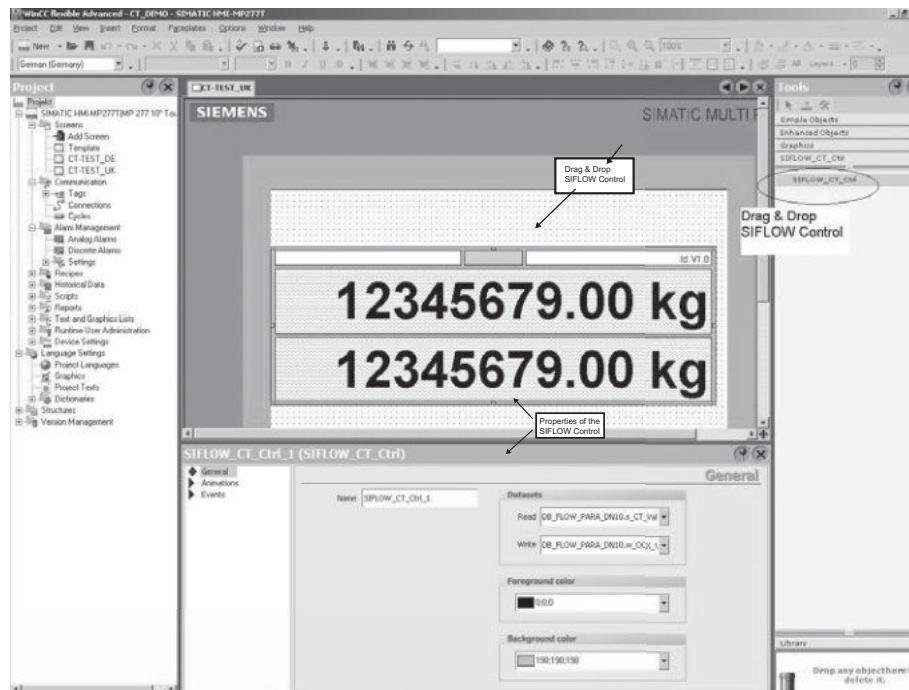 WinCC flexible Advanced - CT_DEMO - SIMATIC HMI-MP277T
Project Edit View Insert Format Faceplates Options Window Help
New
100%
German (Germany)
Project
CT-TEST_UK
Tools
Projekt
SIMATIC HMI-MP277T(MP 277 10" Tou
Screens
Add Screen
Template
CT-TEST_DE
CT-TEST_UK
Communication
Tags
Connections
Cycles
Alarm Management
Analog Alarms
Discrete Alarms
Settings
Recipes
Historical Data
Scripts
Reports
Text and Graphics Lists
Runtime User Administration
Device Settings
Language Settings
Project Languages
Graphics
Project Texts
Dictionaries
Structures
Version Management
SIEMENS
SIMATIC MULTI P
Drag & Drop
SIFLOW Control
Id. V1.0
12345679.00 kg
12345679.00 kg
Properties of the
SIFLOW Control
Simple Objects
Enhanced Objects
Graphics
SIFLOW_CT_Ctrl
SIFLOW_CT_Ctrl
Drag & Drop
SIFLOW Control
SIFLOW_CT_Ctrl_1 (SIFLOW_CT_Ctrl)
General
Animations
Events
General
Name SIFLOW_CT_Ctrl_1
Datasets
Read DB_FLOW_PARA_DN10.s_CT_Val
Write
Foreground color
0;0;0
Background color
198;198;198
Library
Drop any object here
delete it.